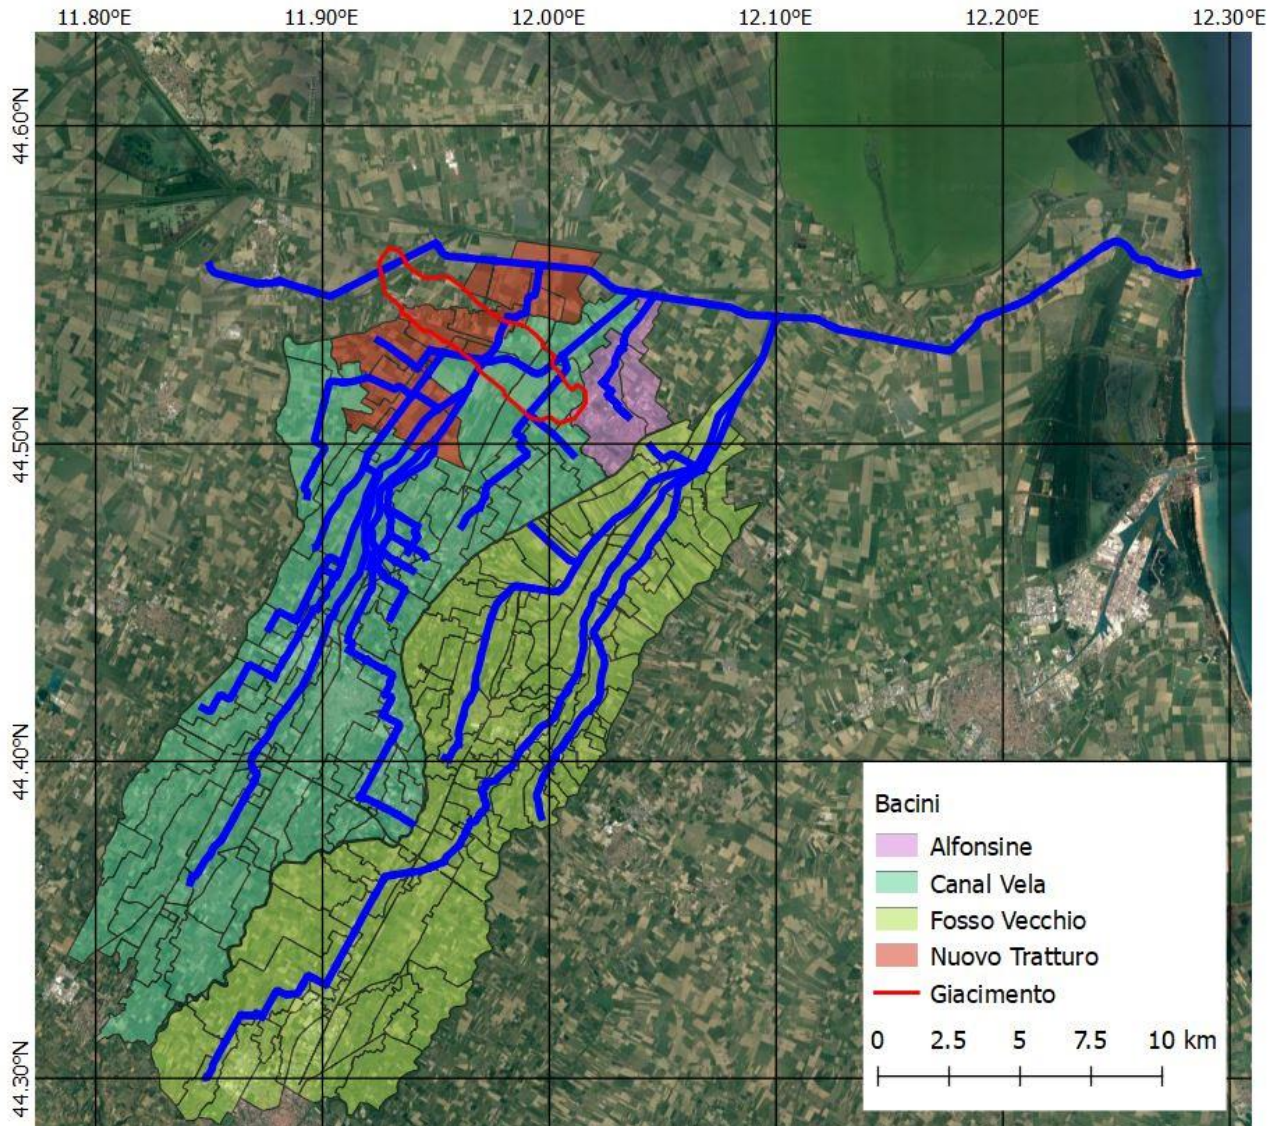 11.80°E 11.90°E 12.00°E 12.10°E 12.20°E 12.30°E
44.60°N
44.50°N
44.40°N
44.30°N
Bacini
Alfonsine
Canal Vela
Fosso Vecchio
Nuovo Tratturo
Giacimento
0 2.5 5 7.5 10 km